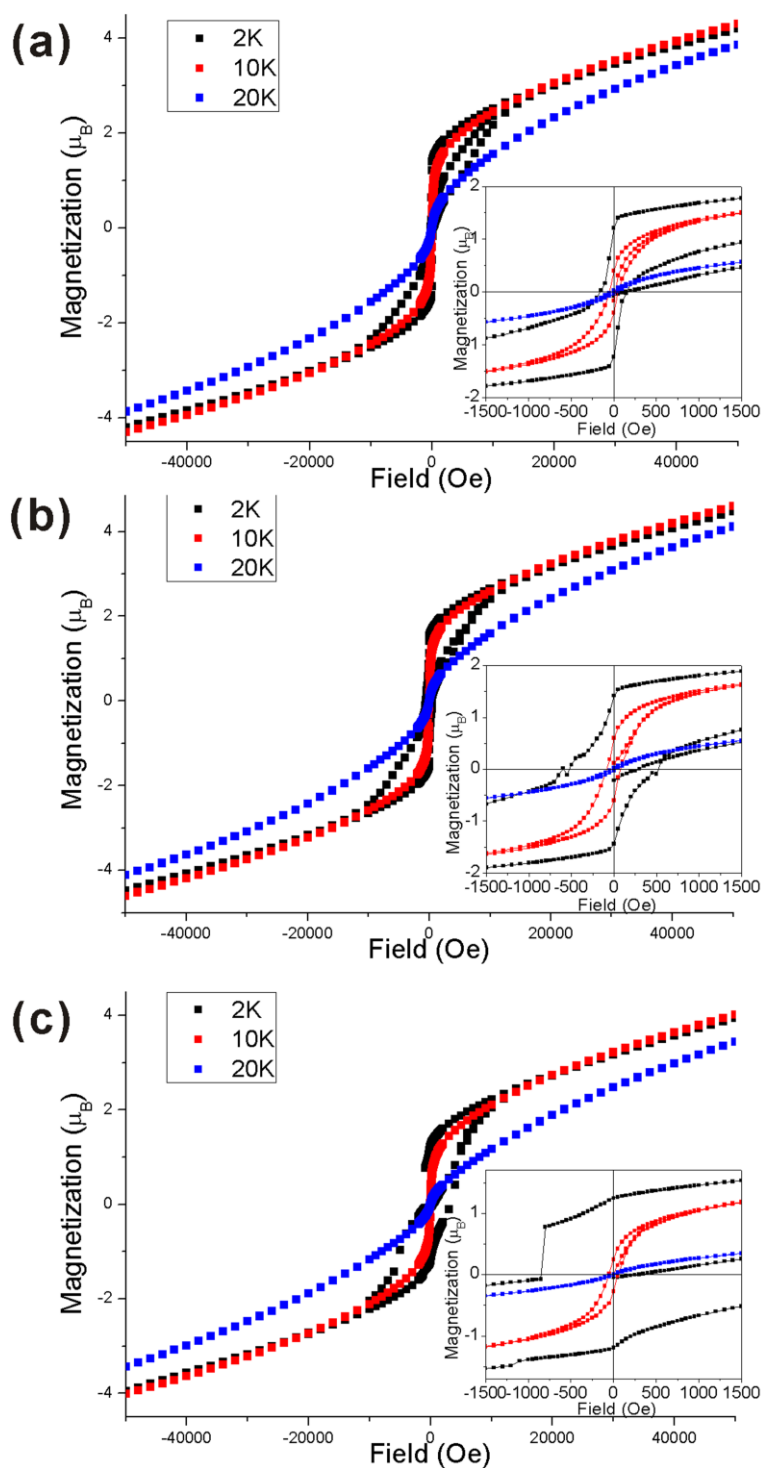 (a)
2K
10K
20K
4
2
0
-2
-4
Magnetization (μB)
-40000 -20000 0 20000 40000
Field (Oe)
2
1
0
-1
-2
Magnetization (μB)
-1500 -1000 -500 0 500 1000 1500
Field (Oe)
(b)
2K
10K
20K
4
2
0
-2
-4
Magnetization (μB)
-40000 -20000 0 20000 40000
Field (Oe)
2
1
0
-1
-2
Magnetization (μB)
-1500 -1000 -500 0 500 1000 1500
Field (Oe)
(c)
2K
10K
20K
4
2
0
-2
-4
Magnetization (μB)
-40000 -20000 0 20000 40000
Field (Oe)
1
0
-1
Magnetization (μB)
-1500 -1000 -500 0 500 1000 1500
Field (Oe)